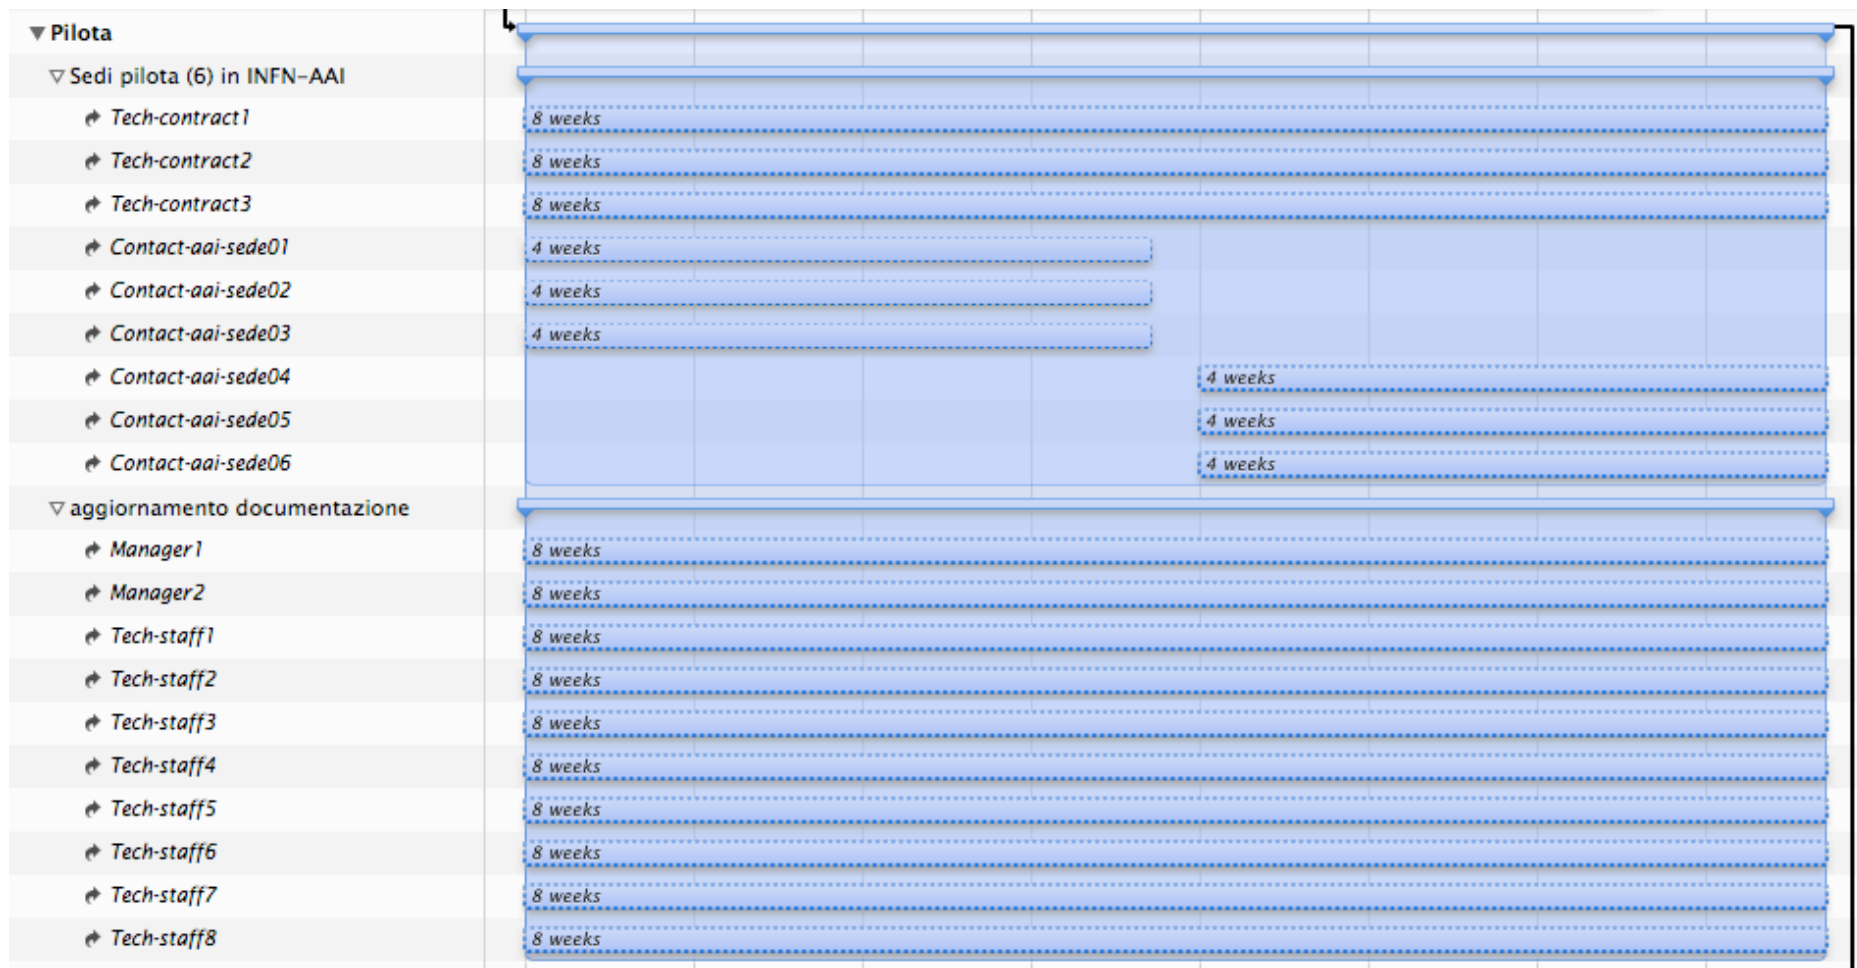 Pilota
Sedi pilota (6) in INFN-AAI
Tech-contract1 8 weeks
Tech-contract2 8 weeks
Tech-contract3 8 weeks
Contact-aai-sede01 4 weeks
Contact-aai-sede02 4 weeks
Contact-aai-sede03 4 weeks
Contact-aai-sede04 4 weeks
Contact-aai-sede05 4 weeks
Contact-aai-sede06 4 weeks
aggiornamento documentazione
Manager1 8 weeks
Manager2 8 weeks
Tech-staff1 8 weeks
Tech-staff2 8 weeks
Tech-staff3 8 weeks
Tech-staff4 8 weeks
Tech-staff5 8 weeks
Tech-staff6 8 weeks
Tech-staff7 8 weeks
Tech-staff8 8 weeks